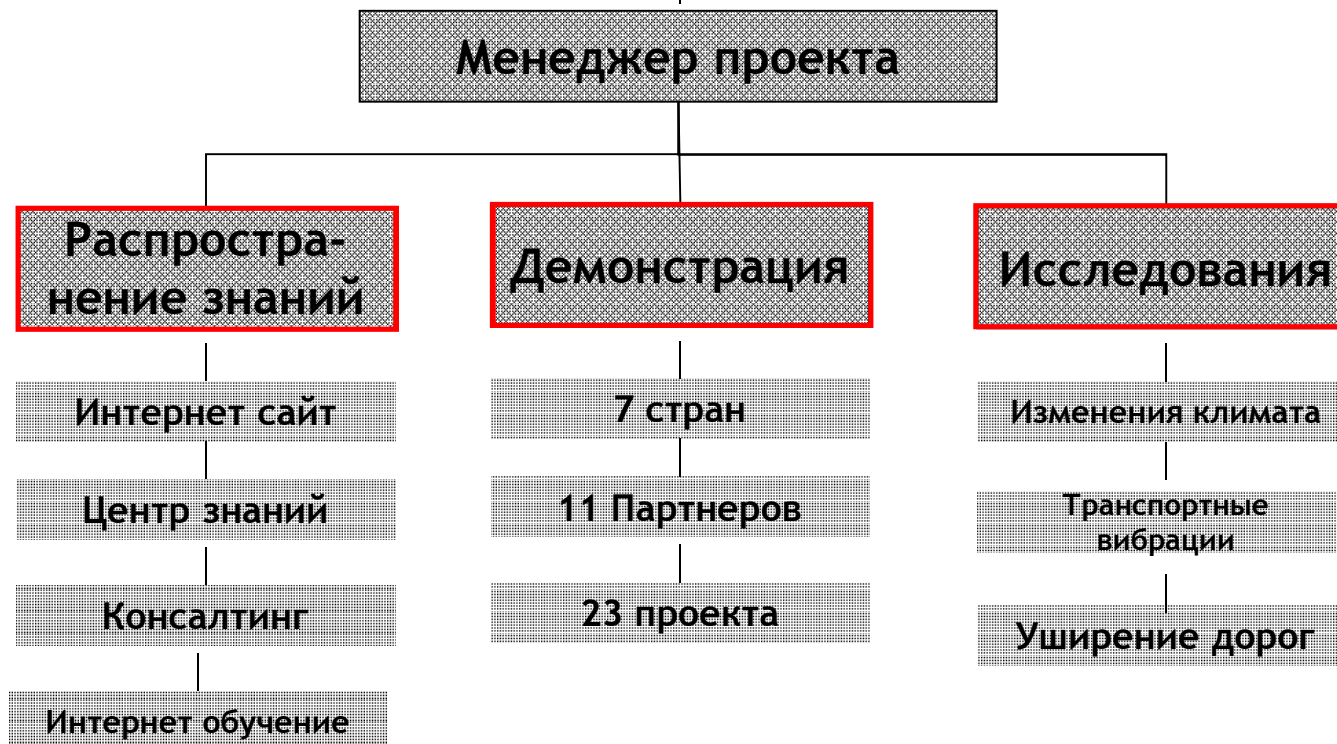 Менеджер проекта
Распростра-
нение знаний
Демонстрация
Исследования
Интернет сайт
7 стран
Изменения климата
Центр знаний
11 Партнеров
Транспортные
вибрации
Консалтинг
23 проекта
Уширение дорог
Интернет обучение